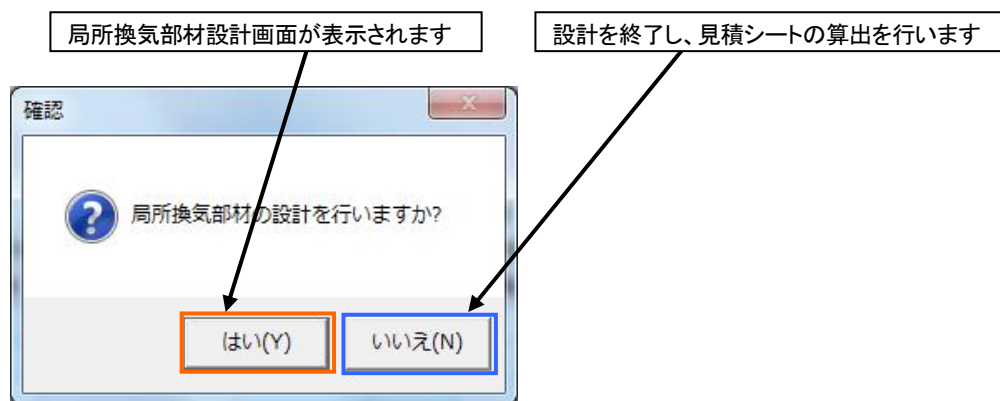 局所換気部材設計画面が表示されます
設計を終了し、見積シートの算出を行います
確認
局所換気部材の設計を行いますか?
はい(Y)
いいえ(N)